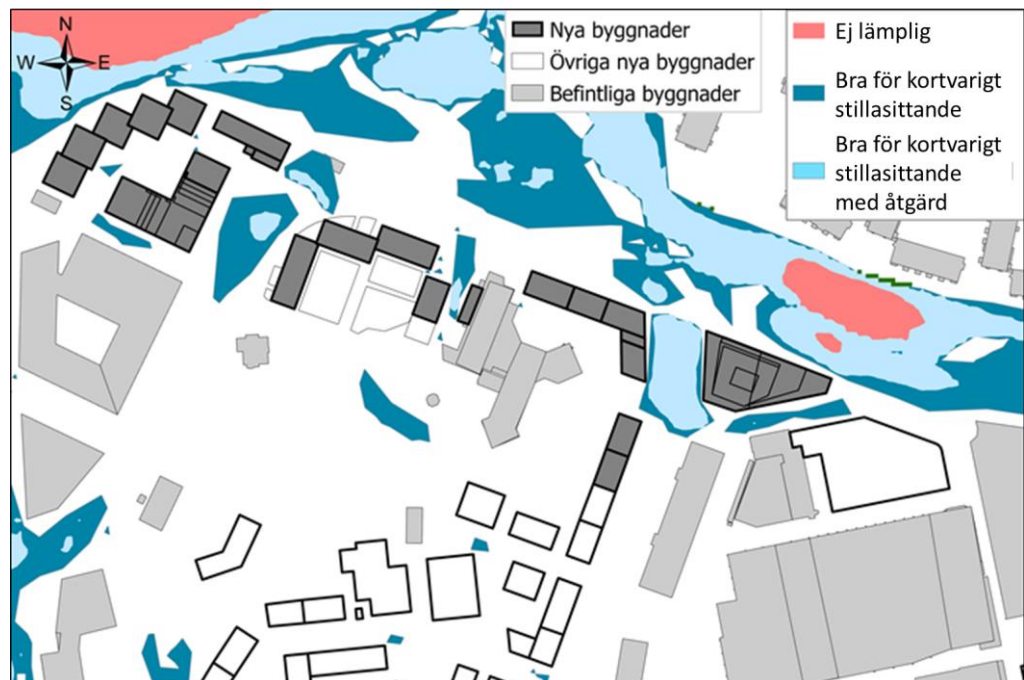 N
W E
S
Nya byggnader
Övriga nya byggnader
Befintliga byggnader
Ej lämplig
Bra för kortvarigt
stillasittande
Bra för kortvarigt
stillasittande
med åtgärd